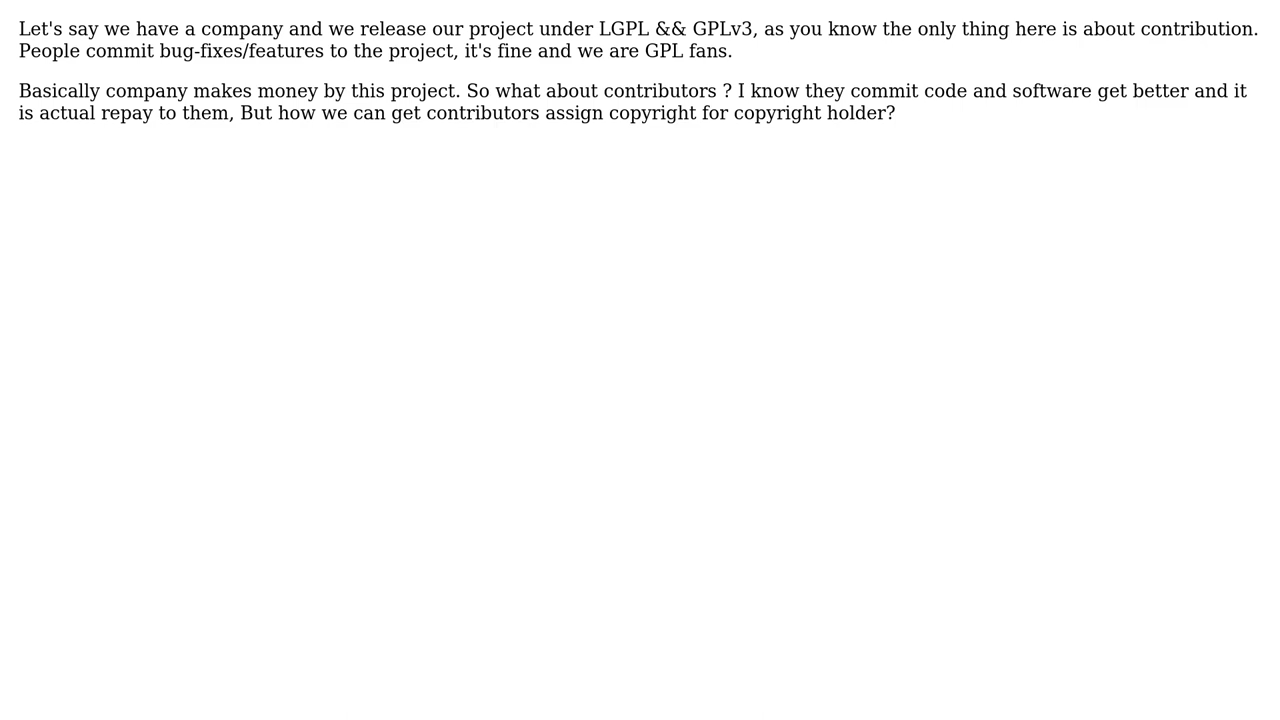 Let's say we have a company and we release our project under LGPL && GPLv3, as you know the only thing here is about contribution.
People commit bug-fixes/features to the project, it's fine and we are GPL fans.
Basically company makes money by this project. So what about contributors ? I know they commit code and software get better and it
is actual repay to them, But how we can get contributors assign copyright for copyright holder?